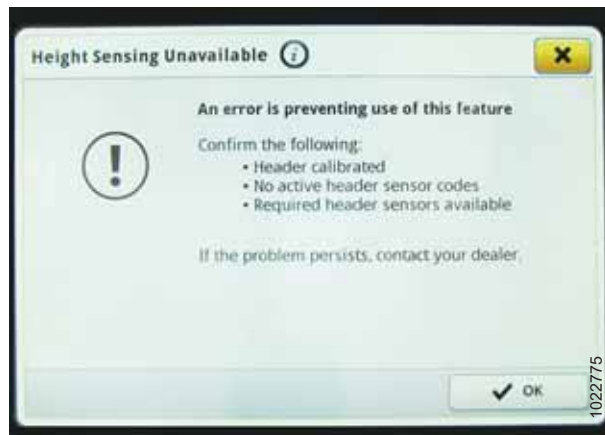 Height Sensing Unavailable
An error is preventing use of this feature
Confirm the following:
• Header calibrated
• No active header sensor codes
• Required header sensors available
If the problem persists, contact your dealer.
OK
1022775